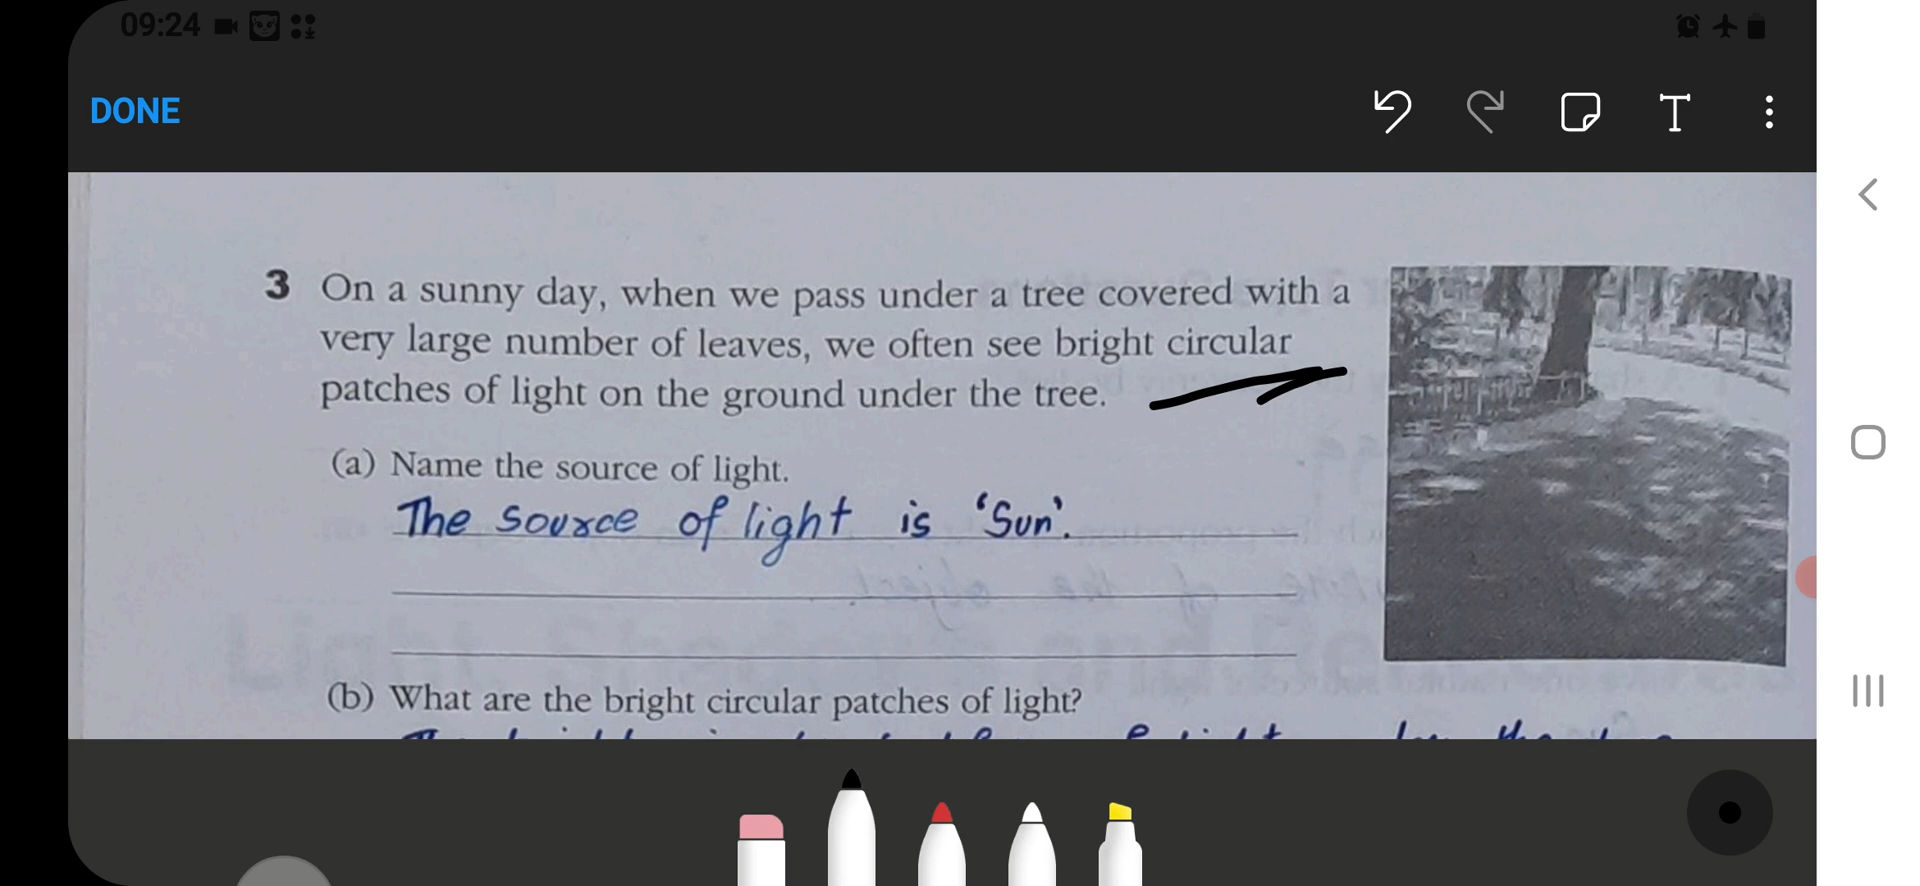 09:24
DONE
T
3 On a sunny day, when we pass under a tree covered with a
very large number of leaves, we often see bright circular
patches of light on the ground under the tree.
(a) Name the source of light.
The source of light is 'Sun'.
(b) What are the bright circular patches of light?